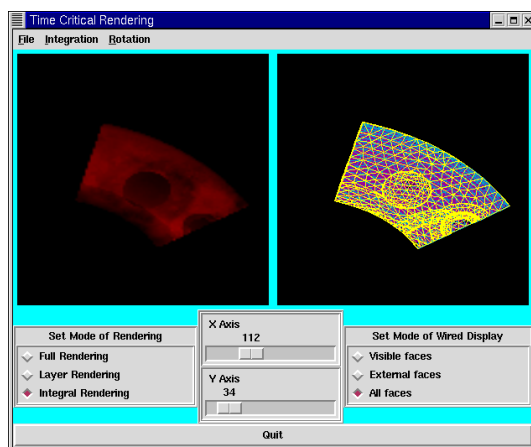 Time Critical Rendering
File Integration Rotation
Set Mode of Rendering
Full Rendering
Layer Rendering
Integral Rendering
X Axis
112
Y Axis
34
Set Mode of Wired Display
Visible faces
External faces
All faces
Quit